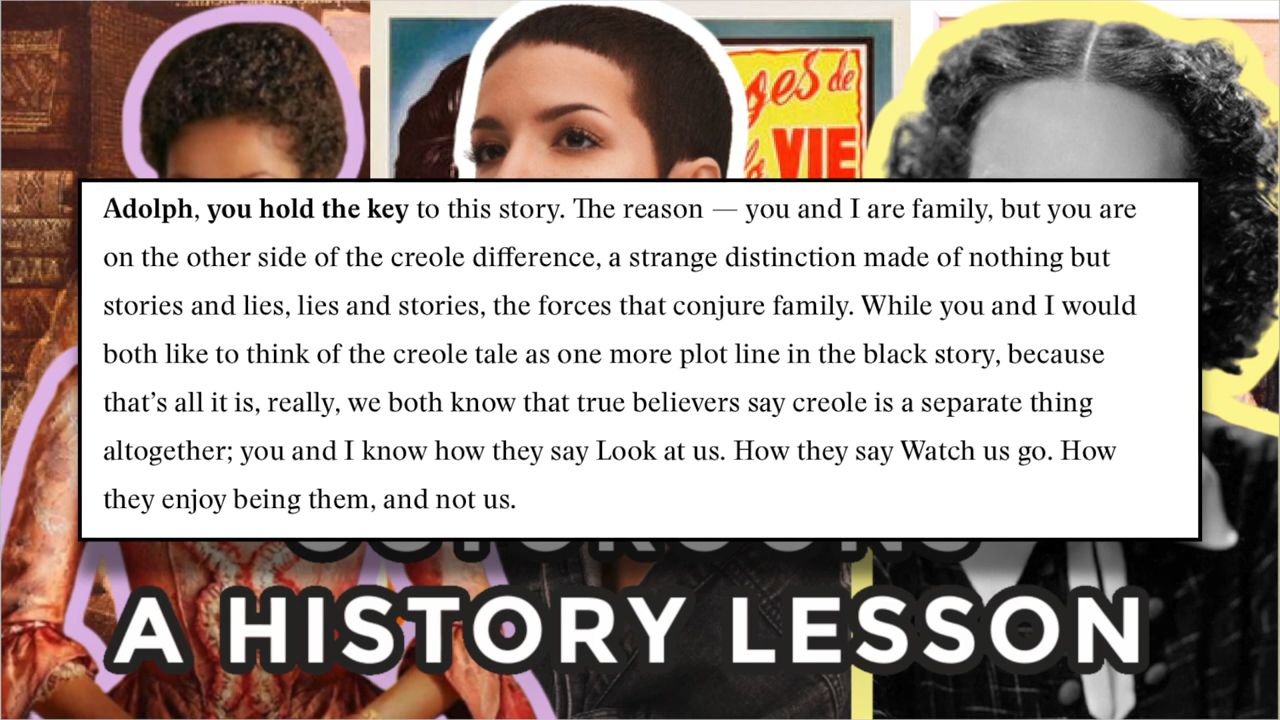 ges de
la VIE
Adolph, you hold the key to this story. The reason — you and I are family, but you are
on the other side of the creole difference, a strange distinction made of nothing but
stories and lies, lies and stories, the forces that conjure family. While you and I would
both like to think of the creole tale as one more plot line in the black story, because
that’s all it is, really, we both know that true believers say creole is a separate thing
altogether; you and I know how they say Look at us. How they say Watch us go. How
they enjoy being them, and not us.
A HISTORY LESSON